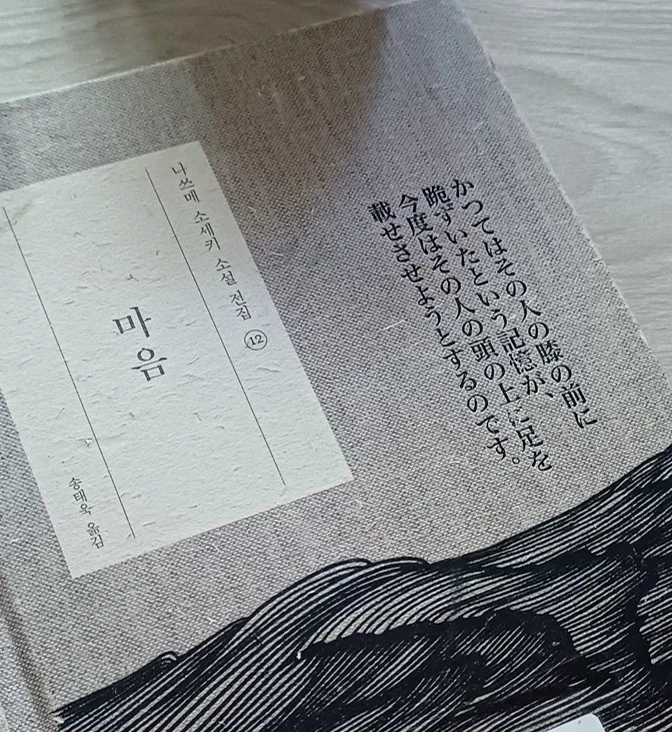 かつてはその人の膝の前に
跪ずいたという記憶が、
今度はその人の頭の上に足を
載せさせようとするのです。
나쓰메 소세키 소설 전집 12
마음
송태욱 옮김